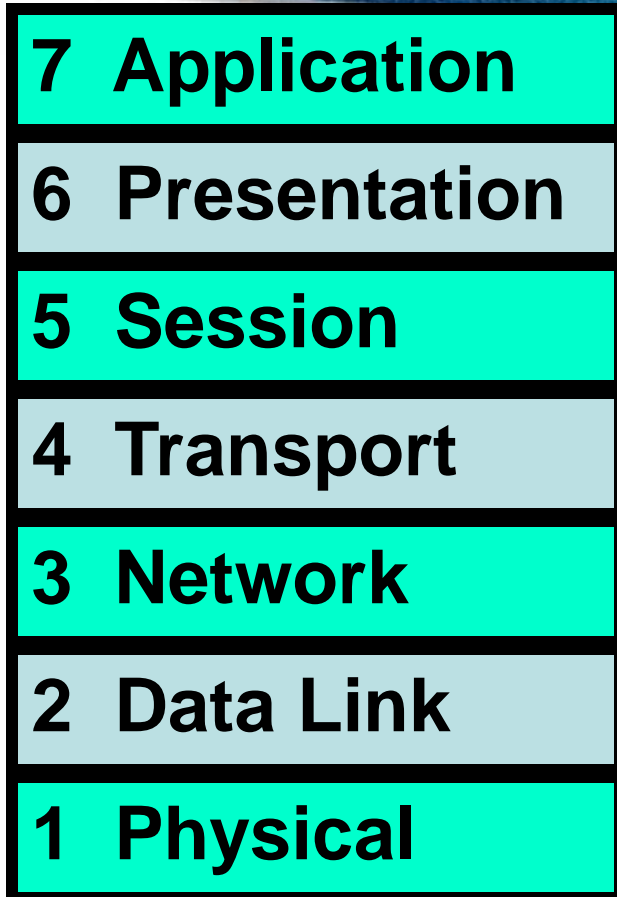 7 Application
6 Presentation
5 Session
4 Transport
3 Network
2 Data Link
1 Physical